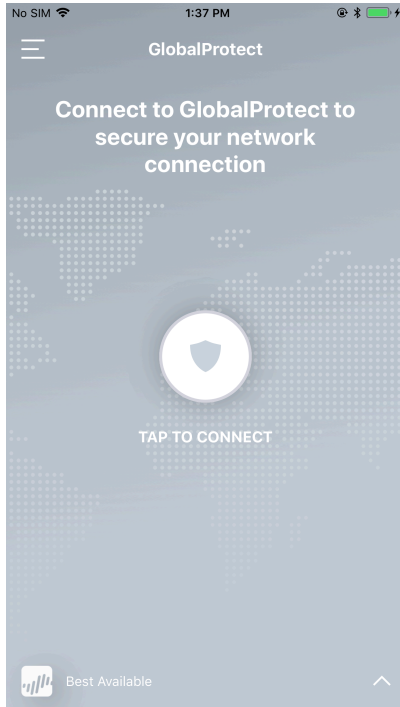 No SIM 1:37 PM
GlobalProtect
Connect to GlobalProtect to
secure your network
connection
TAP TO CONNECT
Best Available